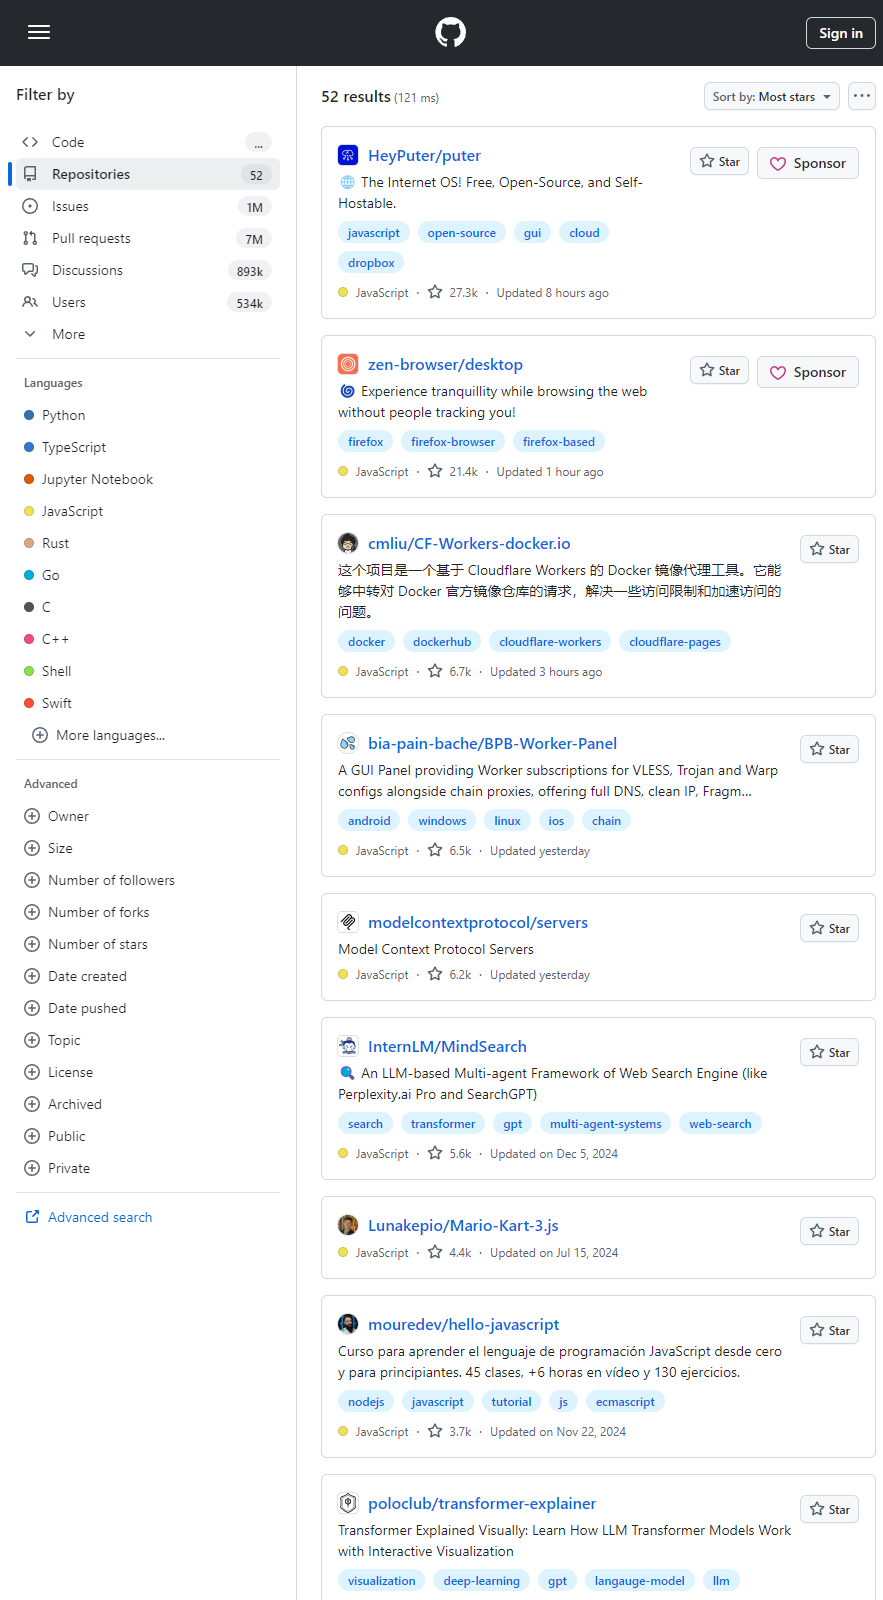 Sign in
Filter by
Code
...
Repositories
52
Issues
1M
Pull requests
7M
Discussions
893k
Users
534k
More
Languages
Python
TypeScript
Jupyter Notebook
JavaScript
Rust
Go
C
C++
Shell
Swift
More languages...
Advanced
Owner
Size
Number of followers
Number of forks
Number of stars
Date created
Date pushed
Topic
License
Archived
Public
Private
Advanced search
52 results (121 ms)
Sort by: Most stars
HeyPuter/puter
Star
Sponsor
🌐 The Internet OS! Free, Open-Source, and Self-
Hostable.
javascript open-source gui cloud
dropbox
JavaScript · 27.3k · Updated 8 hours ago
zen-browser/desktop
Star
Sponsor
🌀 Experience tranquillity while browsing the web
without people tracking you!
firefox firefox-browser firefox-based
JavaScript · 21.4k · Updated 1 hour ago
cmliu/CF-Workers-docker.io
Star
这个项目是一个基于 Cloudflare Workers 的 Docker 镜像代理工具。它能
够中转对 Docker 官方镜像仓库的请求，解决一些访问限制和加速访问的
问题。
docker dockerhub cloudflare-workers cloudflare-pages
JavaScript · 6.7k · Updated 3 hours ago
bia-pain-bache/BPB-Worker-Panel
Star
A GUI Panel providing Worker subscriptions for VLESS, Trojan and Warp
configs alongside chain proxies, offering full DNS, clean IP, Fragm...
android windows linux ios chain
JavaScript · 6.5k · Updated yesterday
modelcontextprotocol/servers
Star
Model Context Protocol Servers
JavaScript · 6.2k · Updated yesterday
InternLM/MindSearch
Star
🔍 An LLM-based Multi-agent Framework of Web Search Engine (like
Perplexity.ai Pro and SearchGPT)
search transformer gpt multi-agent-systems web-search
JavaScript · 5.6k · Updated on Dec 5, 2024
Lunakepio/Mario-Kart-3.js
Star
JavaScript · 4.4k · Updated on Jul 15, 2024
mouredev/hello-javascript
Star
Curso para aprender el lenguaje de programación JavaScript desde cero
y para principiantes. 45 clases, +6 horas en vídeo y 130 ejercicios.
nodejs javascript tutorial js ecmascript
JavaScript · 3.7k · Updated on Nov 22, 2024
poloclub/transformer-explainer
Star
Transformer Explained Visually: Learn How LLM Transformer Models Work
with Interactive Visualization
visualization deep-learning gpt langauge-model llm